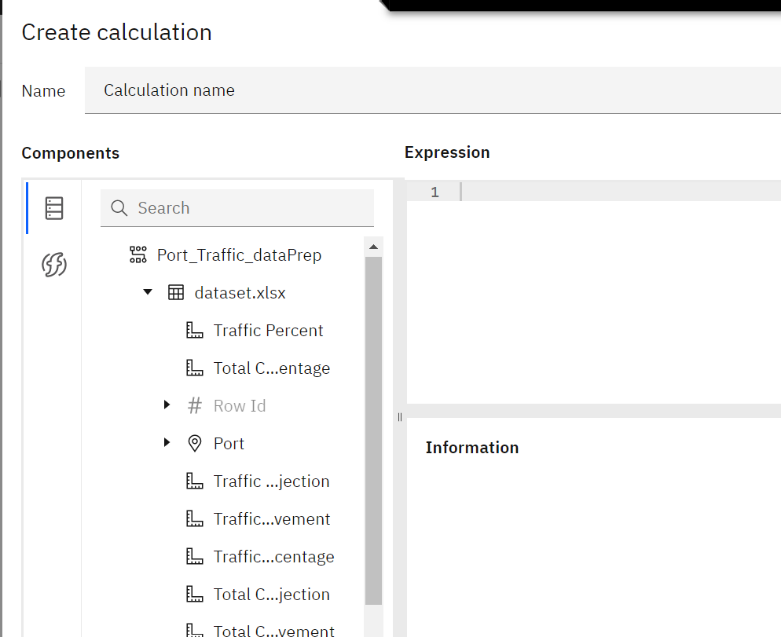 Create calculation
Name
Calculation name
Components
Search
Port_Traffic_dataPrep
dataset.xlsx
Traffic Percent
Total C...entage
# Row Id
Port
Traffic ...jection
Traffic...vement
Traffic...centage
Total C...jection
Total C...vement
Expression
1
Information